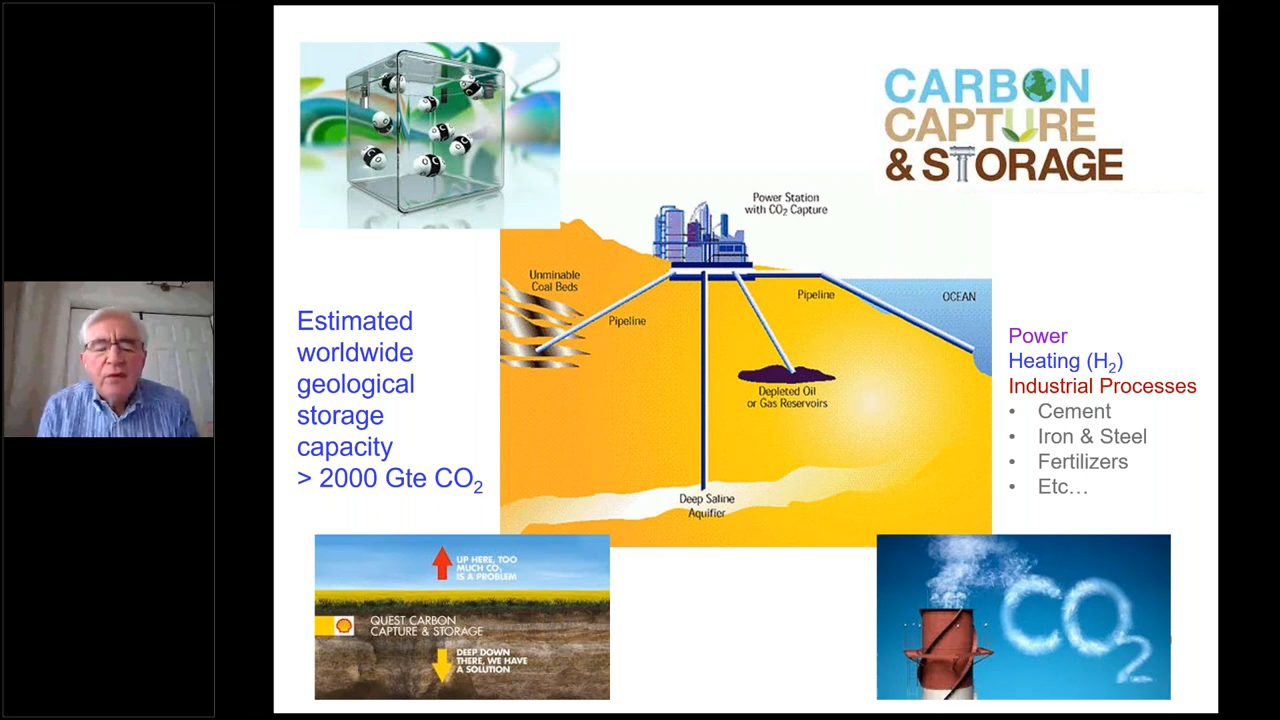 CARBON
CAPTURE
& STORAGE
Power Station
with CO₂ Capture
Unminable
Coal Beds
Pipeline
Pipeline
OCEAN
Depleted Oil
or Gas Reservoirs
Deep Saline
Aquifier
Estimated
worldwide
geological
storage
capacity
> 2000 Gte CO₂
Power
Heating (H₂)
Industrial Processes
• Cement
• Iron & Steel
• Fertilizers
• Etc…
UP HERE, TOO
MUCH CO₂
IS A PROBLEM
QUEST CARBON
CAPTURE & STORAGE
DEEP DOWN
THERE, WE HAVE
A SOLUTION
CO₂